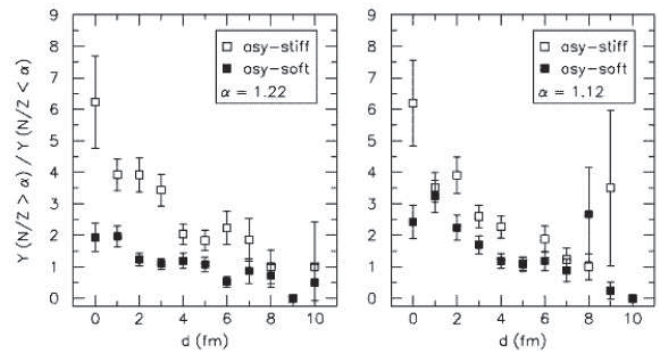 Y (N/Z > α) / Y (N/Z < α)
9
8
7
6
5
4
3
2
1
0
asy-stiff
asy-soft
α = 1.22
0 2 4 6 8 10
d (fm)
9
8
7
6
5
4
3
2
1
0
asy-stiff
asy-soft
α = 1.12
0 2 4 6 8 10
d (fm)